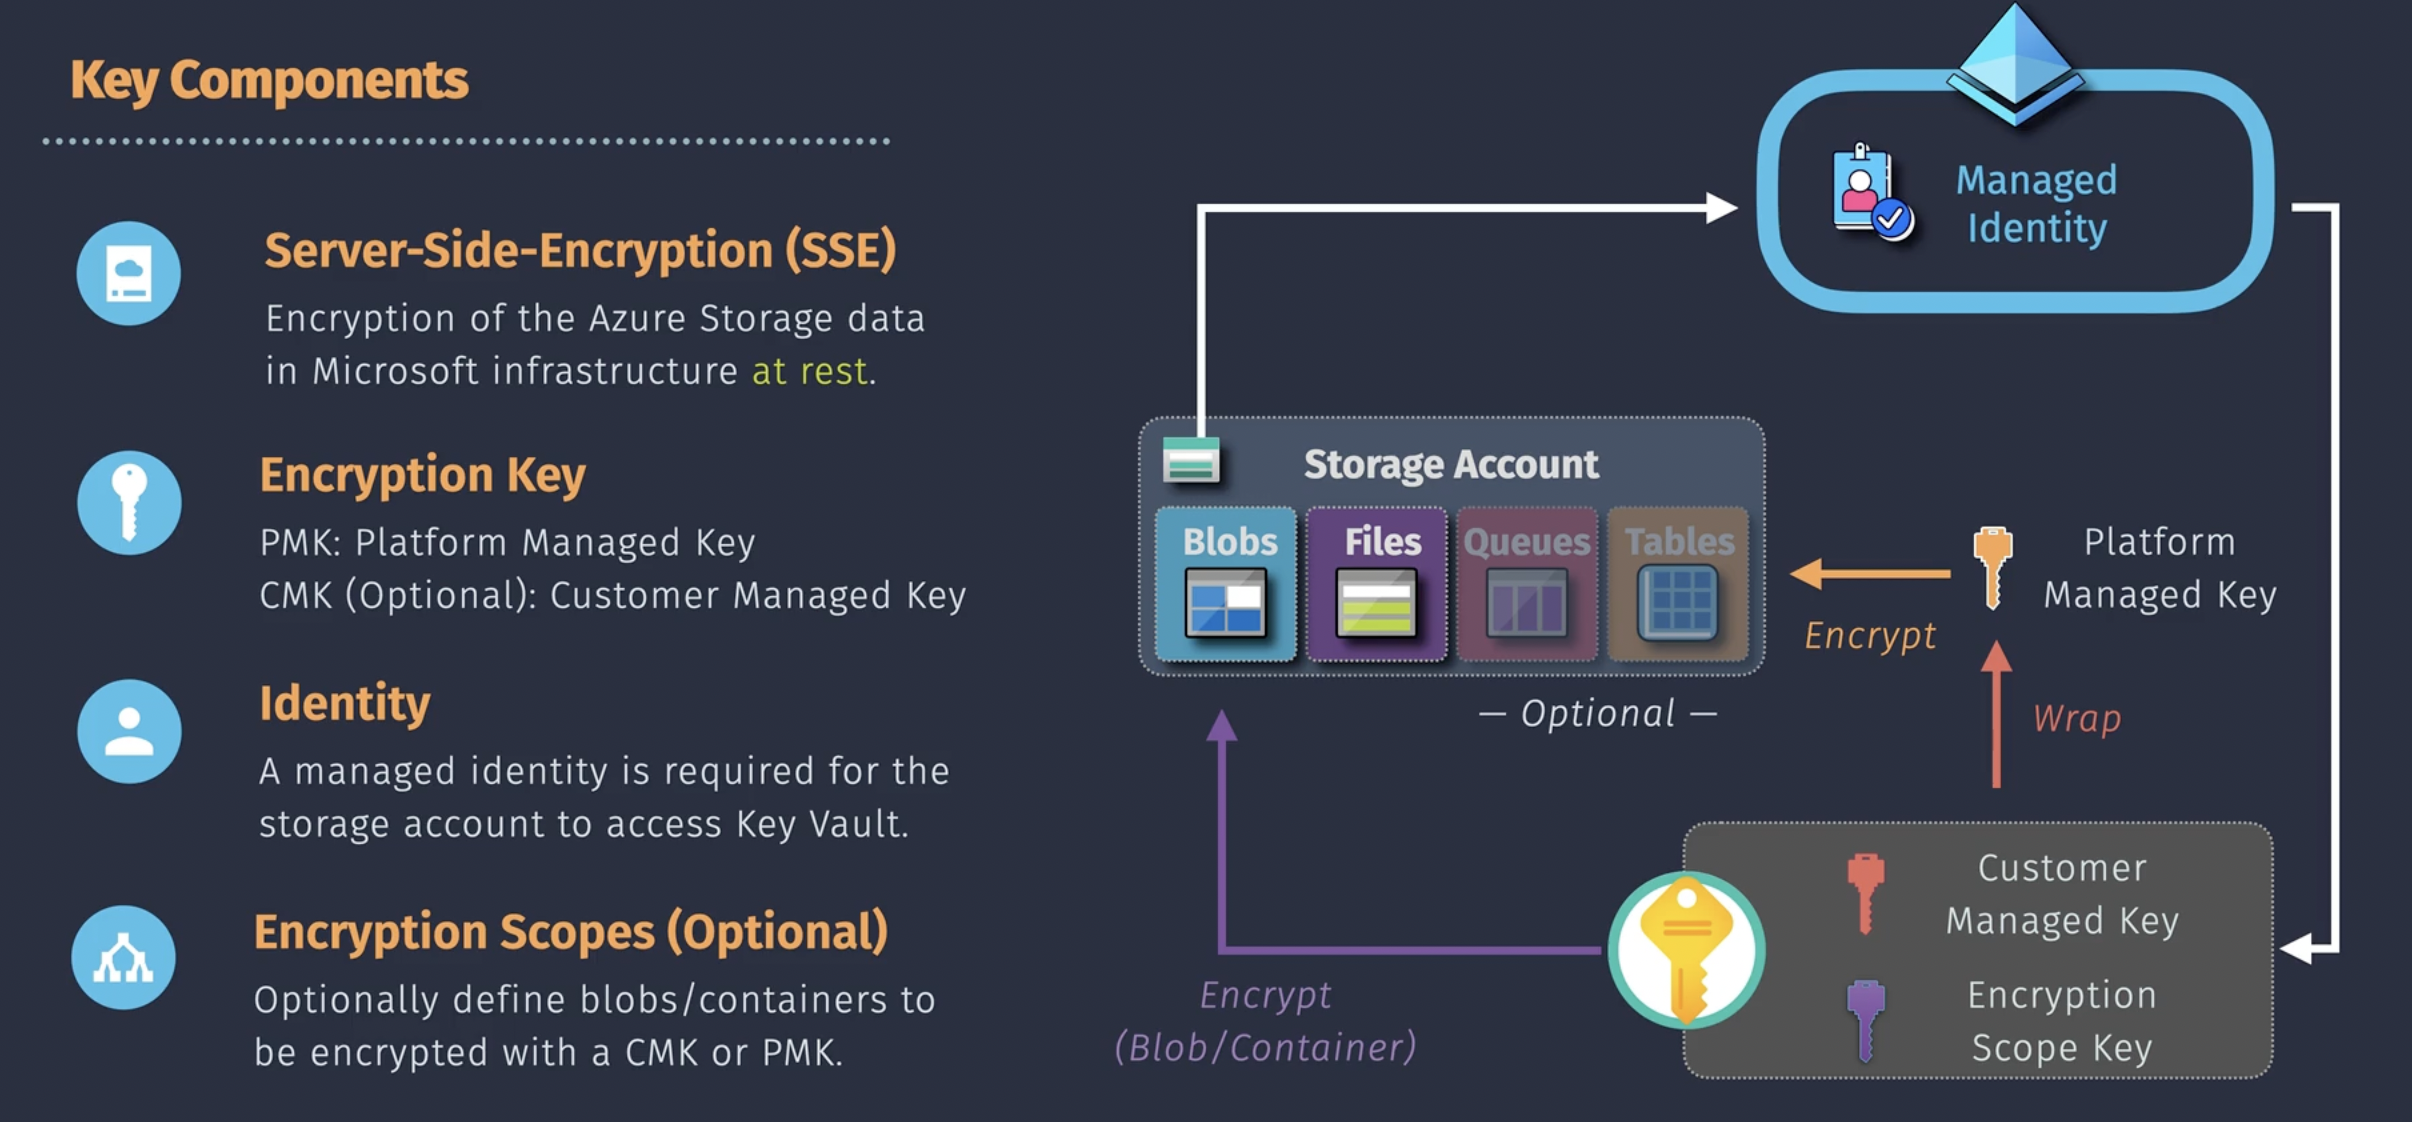 Key Components
Server-Side-Encryption (SSE)
Encryption of the Azure Storage data
in Microsoft infrastructure at rest.
Encryption Key
PMK: Platform Managed Key
CMK (Optional): Customer Managed Key
Identity
A managed identity is required for the
storage account to access Key Vault.
Encryption Scopes (Optional)
Optionally define blobs/containers to
be encrypted with a CMK or PMK.
Managed
Identity
Storage Account
Blobs
Files
Queues
Tables
— Optional —
Encrypt
Platform
Managed Key
Wrap
Customer
Managed Key
Encryption
Scope Key
Encrypt
(Blob/Container)